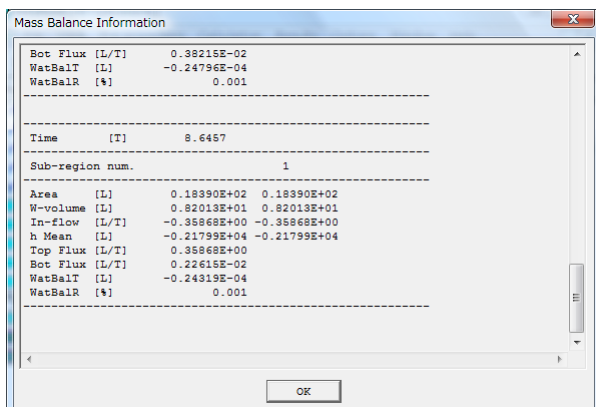 Mass Balance Information
Bot Flux [L/T] 0.38215E-02
WatBalT [L] -0.24796E-04
WatBalR [%] 0.001
----------------------------------------------------------
----------------------------------------------------------
Time [T] 8.6457
----------------------------------------------------------
Sub-region num. 1
----------------------------------------------------------
Area [L] 0.18390E+02 0.18390E+02
W-volume [L] 0.82013E+01 0.82013E+01
In-flow [L/T] -0.35868E+00 -0.35868E+00
h Mean [L] -0.21799E+04 -0.21799E+04
Top Flux [L/T] 0.35868E+00
Bot Flux [L/T] 0.22615E-02
WatBalT [L] -0.24319E-04
WatBalR [%] 0.001
----------------------------------------------------------
OK